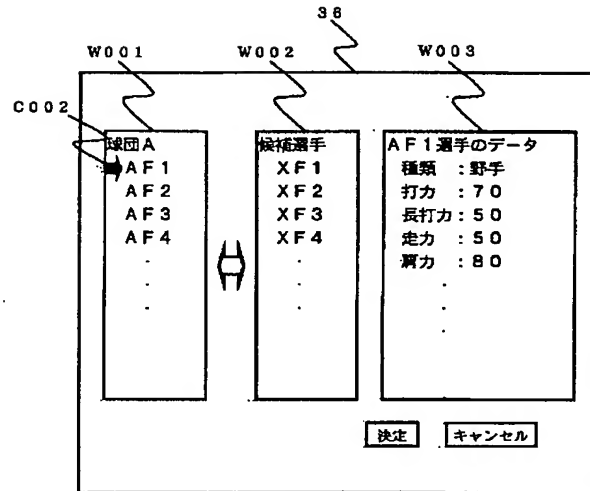 36
W001 W002 W003
C002
球団A
AF1
AF2
AF3
AF4
候補選手
XF1
XF2
XF3
XF4
AF1選手のデータ
種類 :野手
打力 :70
長打力:50
走力 :50
肩力 :80
決定 キャンセル